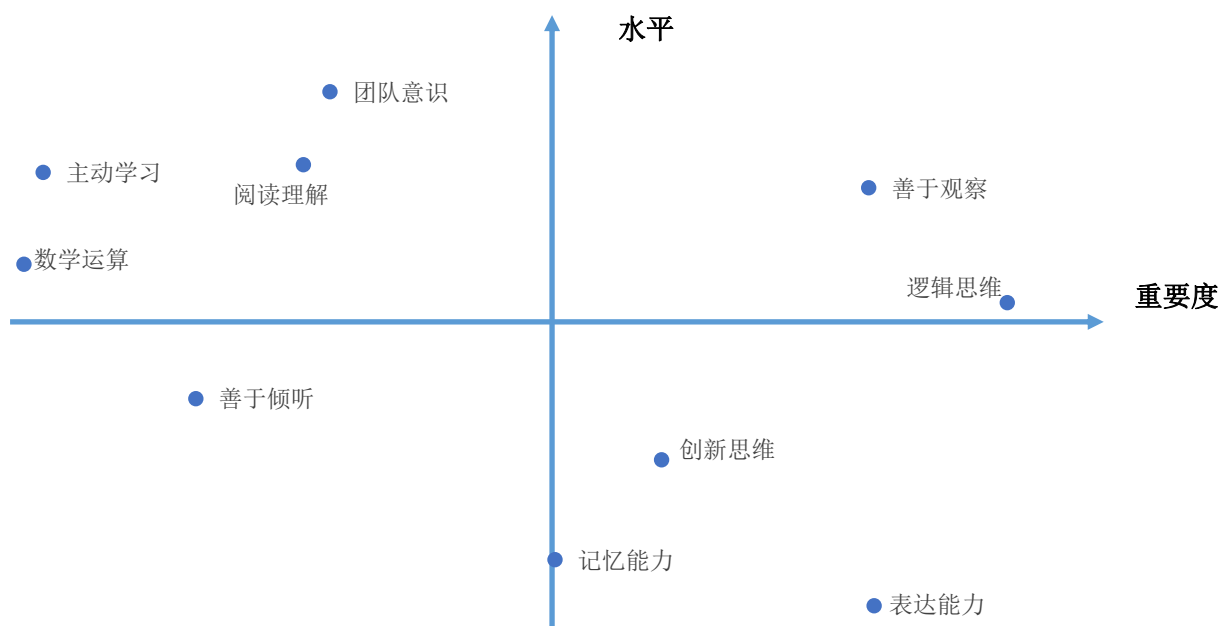 水平
团队意识
主动学习
阅读理解
善于观察
数学运算
逻辑思维
重要度
善于倾听
创新思维
记忆能力
表达能力